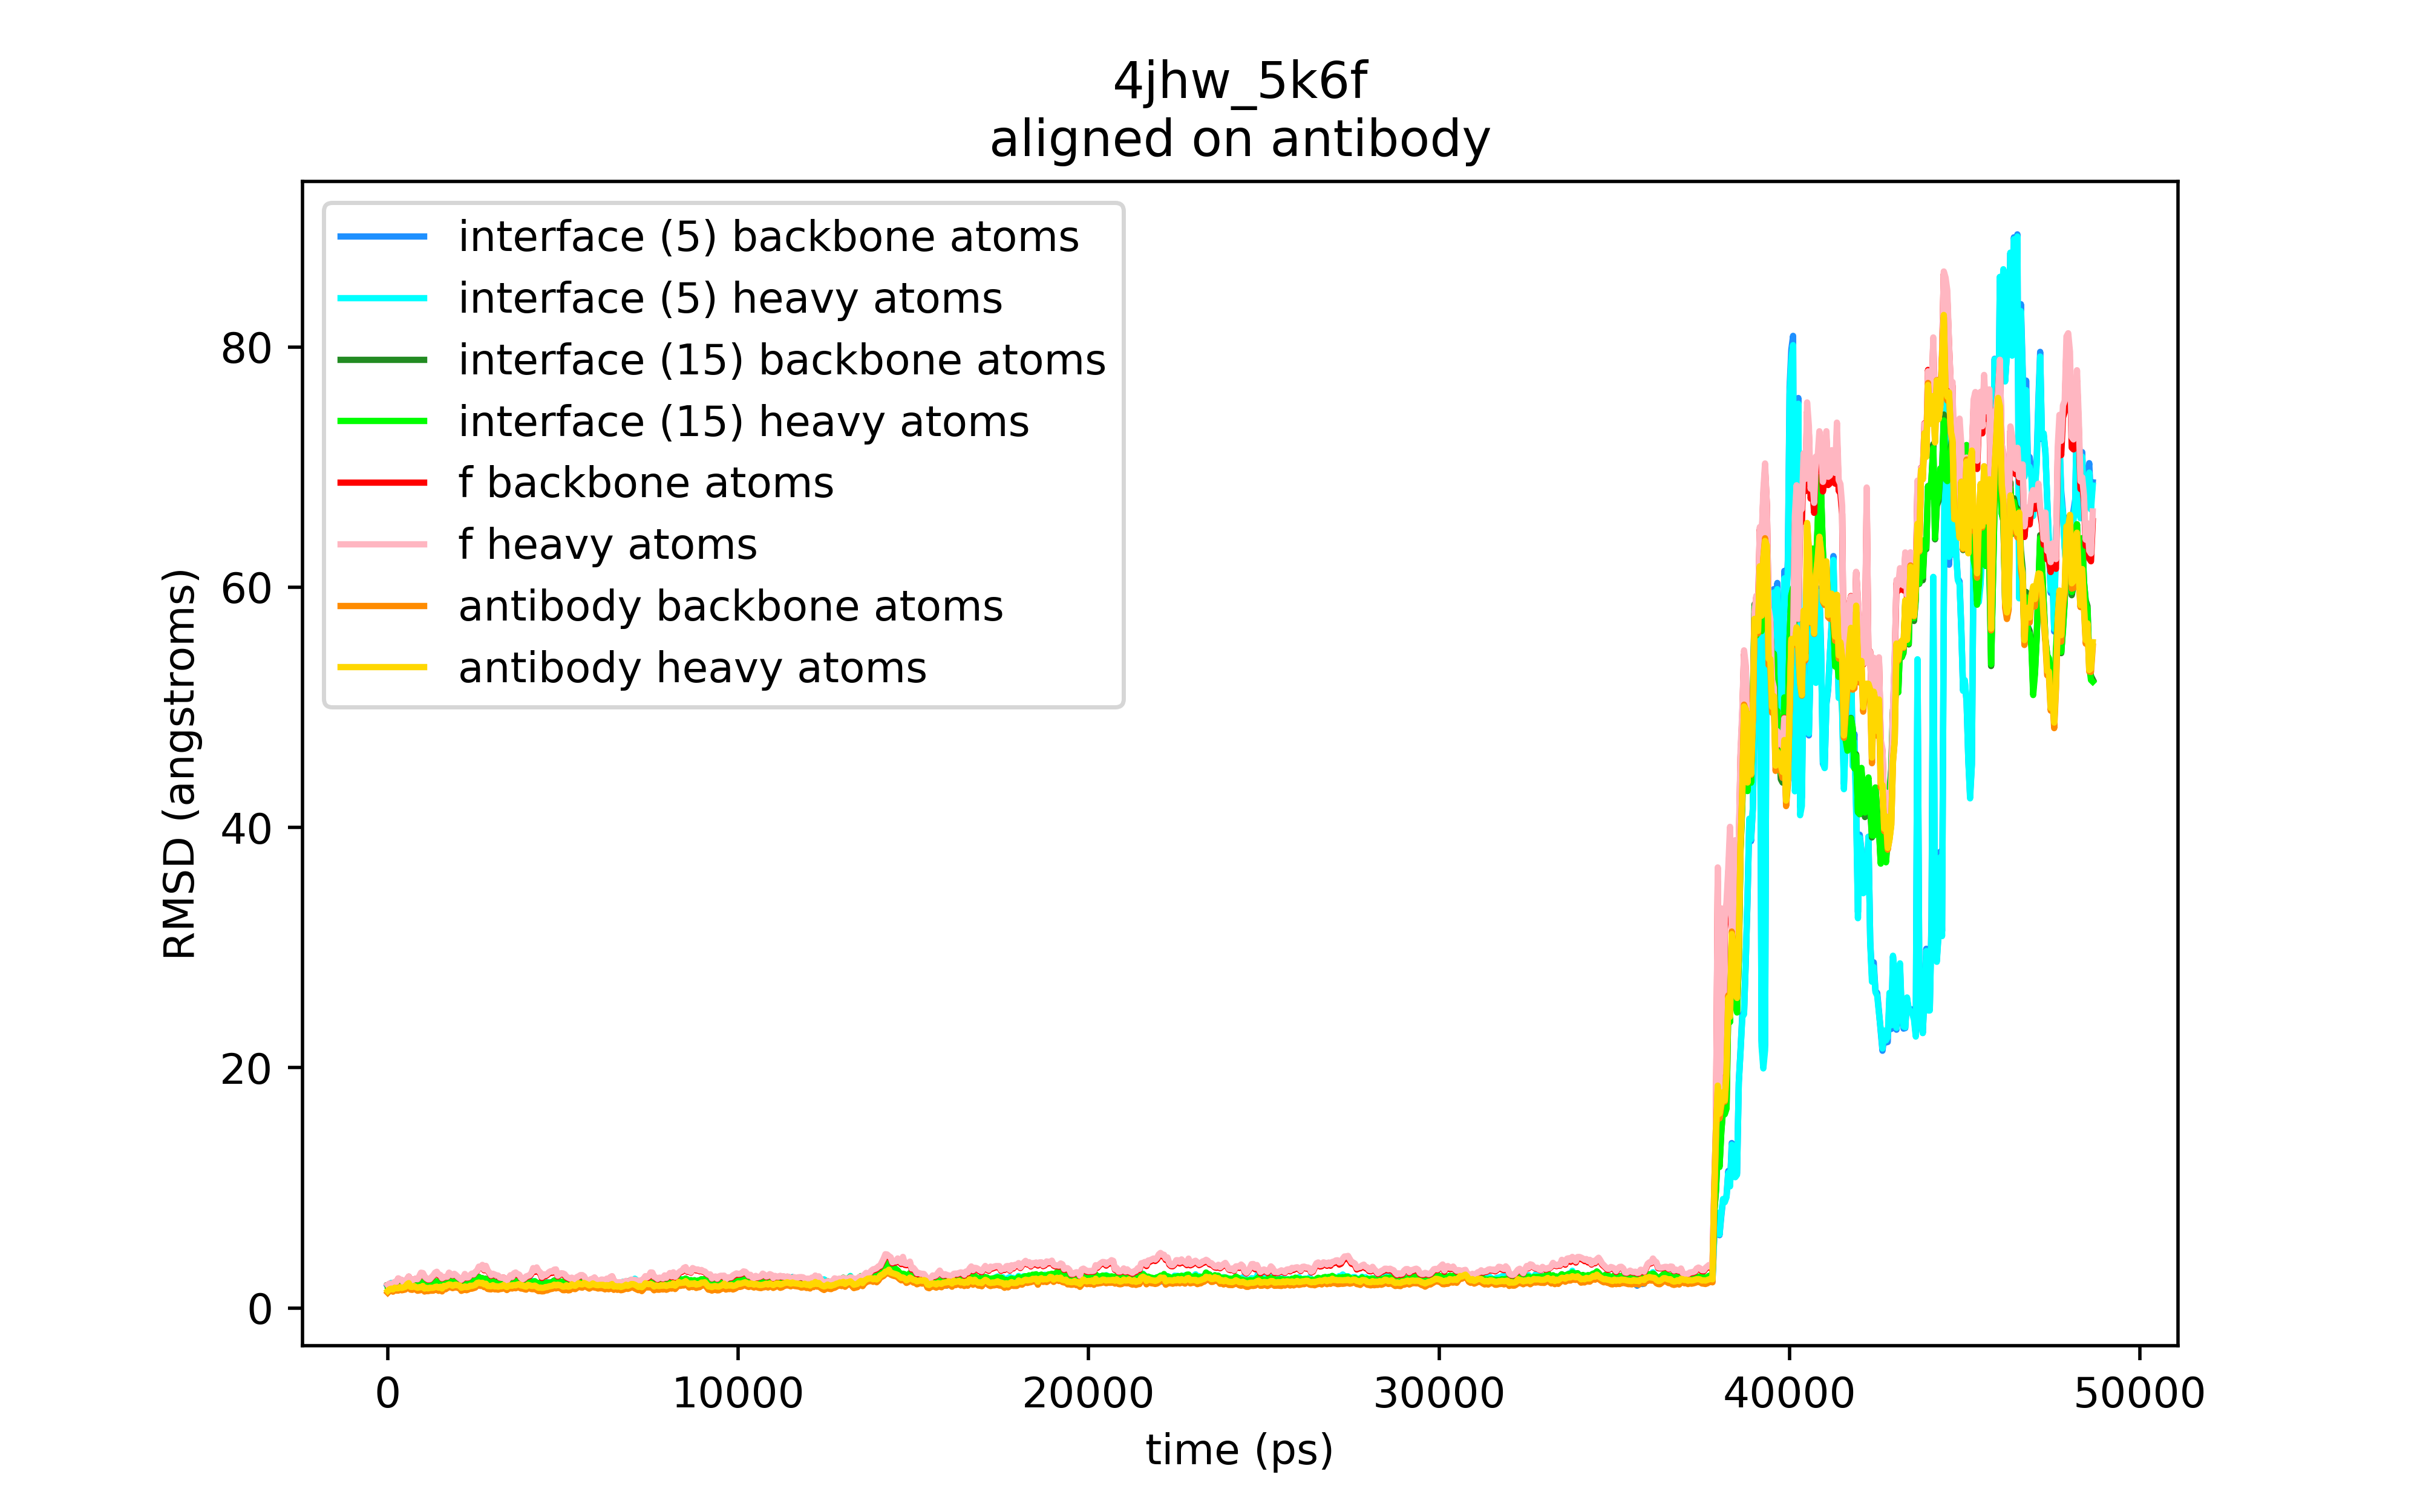 4jhw_5k6f
aligned on antibody
interface (5) backbone atoms
interface (5) heavy atoms
interface (15) backbone atoms
interface (15) heavy atoms
f backbone atoms
f heavy atoms
antibody backbone atoms
antibody heavy atoms
RMSD (angstroms)
80
60
40
20
0
0 10000 20000 30000 40000 50000
time (ps)